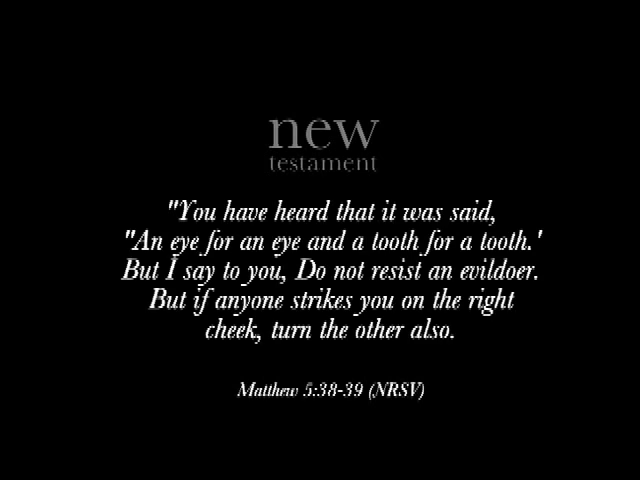 new
testament
"You have heard that it was said,
"An eye for an eye and a tooth for a tooth.'
But I say to you, Do not resist an evildoer.
But if anyone strikes you on the right
cheek, turn the other also.
Matthew 5:38-39 (NRSV)